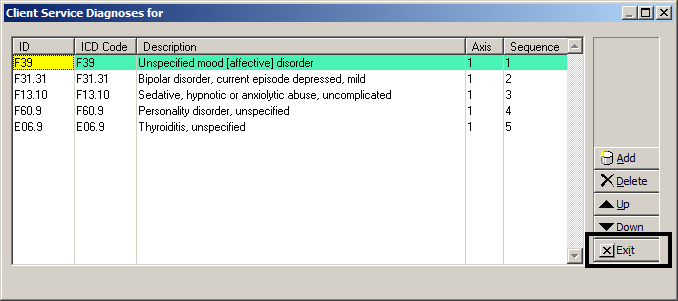 Client Service Diagnoses for
ID ICD Code Description Axis Sequence
F39 F39 Unspecified mood [affective] disorder 1 1
F31.31 F31.31 Bipolar disorder, current episode depressed, mild 1 2
F13.10 F13.10 Sedative, hypnotic or anxiolytic abuse, uncomplicated 1 3
F60.9 F60.9 Personality disorder, unspecified 1 4
E06.9 E06.9 Thyroiditis, unspecified 1 5
Add
Delete
Up
Down
Exit